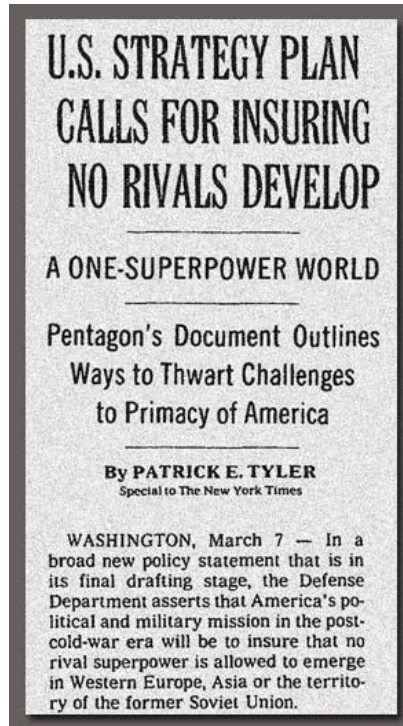 U.S. STRATEGY PLAN
CALLS FOR INSURING
NO RIVALS DEVELOP
A ONE-SUPERPOWER WORLD
Pentagon's Document Outlines
Ways to Thwart Challenges
to Primacy of America
By PATRICK E. TYLER
Special to The New York Times
WASHINGTON, March 7 — In a
broad new policy statement that is in
its final drafting stage, the Defense
Department asserts that America's po-
litical and military mission in the post-
cold-war era will be to insure that no
rival superpower is allowed to emerge
in Western Europe, Asia or the territo-
ry of the former Soviet Union.